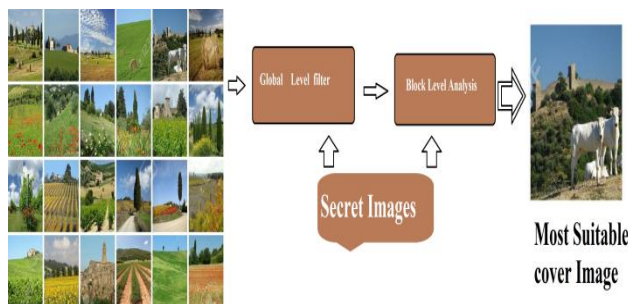 Global Level filter
Block Level Analysis
Secret Images
Most Suitable
cover Image